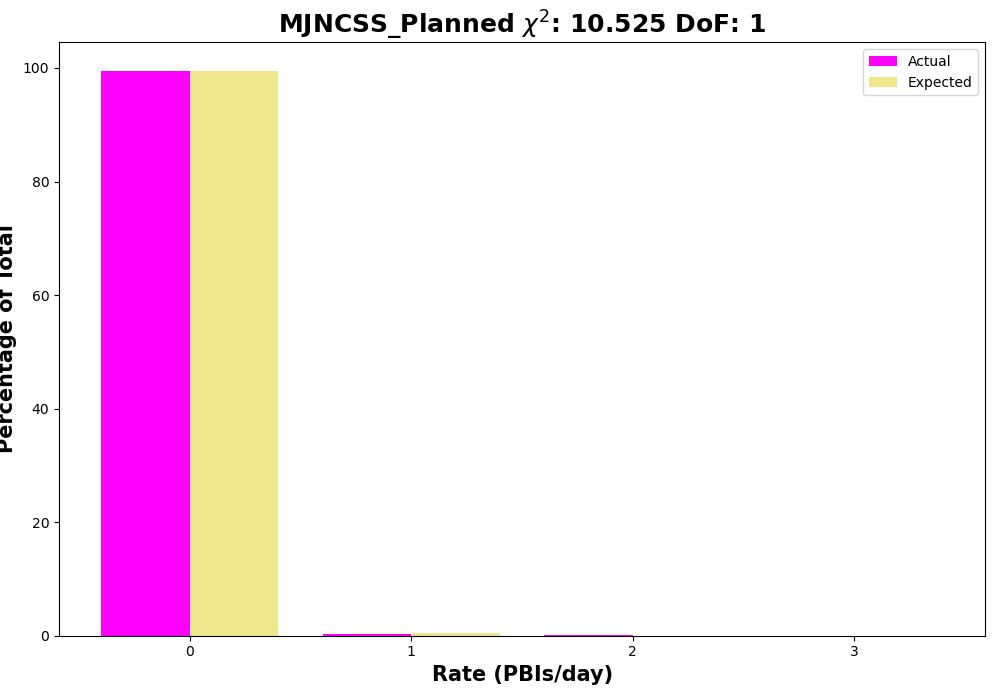 MJNCSS_Planned χ²: 10.525 DoF: 1
Actual
Expected
100
80
60
40
20
0
Percentage of Total
0 1 2 3
Rate (PBIs/day)